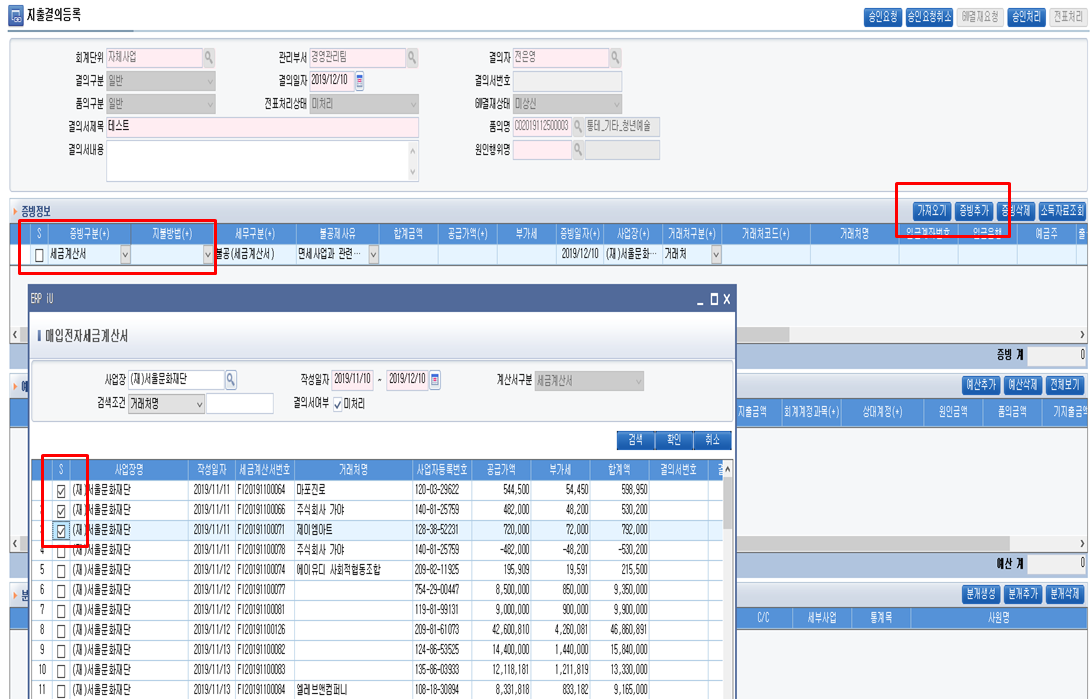 지출결의등록 승인요청 승인요청취소 해결재요청 승인처리 전표처리
회계단위 자체사업 관리부서 경영관리팀 결의자 전은영
결의구분 일반 결의일자 2019/12/10 결의서번호
품의구분 일반 전표처리상태 미처리 상태 미상신
결의서제목 테스트 품의명 C02019112500003 통테_기타_청년예술
결의서내용 원인행위명
증빙정보 가져오기 증빙추가 증빙삭제 소득자료조회
S 증빙구분(+) 지불방법(+) 세무구분(+) 불공제사유 합계금액 공급가액(+) 부가세 증빙일자(+) 사업장(+) 거래처구분(+) 거래처코드(+) 거래처명 입금계좌번호 입금은행 예금주 출
세금계산서 불공(세금계산서) 면세사업과 관련… 2019/12/10 (재)서울문화… 거래처
ERP iU
매입전자세금계산서
증빙 계 0
사업장 (재)서울문화재단 작성일자 2019/11/10 ~ 2019/12/10 계산서구분 세금계산서
예 예산추가 예산삭제 전체보기
검색조건 거래처명 결의서여부 미처리
지출금액 회계계정과목(+) 상대계정(+) 원인금액 품의금액 기지출금액
검색 확인 취소
S 사업장명 작성일자 세금계산서번호 거래처명 사업자등록번호 공급가액 부가세 합계액 결의서번호
(재)서울문화재단 2019/11/11 FI20191100064 마포진로 120-03-29622 544,500 54,450 598,950
2 (재)서울문화재단 2019/11/11 FI20191100066 주식회사 가야 140-81-25759 482,000 48,200 530,200
3 (재)서울문화재단 2019/11/11 FI20191100071 제이엠아트 128-38-52231 720,000 72,000 792,000
4 (재)서울문화재단 2019/11/11 FI20191100078 주식회사 가야 140-81-25759 -482,000 -48,200 -530,200
5 (재)서울문화재단 2019/11/12 FI20191100074 에이유디 사회적협동조합 209-82-11925 195,909 19,591 215,500
예산 계 0
6 (재)서울문화재단 2019/11/12 FI20191100077 754-29-00447 8,500,000 850,000 9,350,000
분 분개생성 분개추가 분개삭제
7 (재)서울문화재단 2019/11/12 FI20191100081 119-81-99131 9,000,000 900,000 9,900,000
C/C 세부사업 통계목 사원명
8 (재)서울문화재단 2019/11/12 FI20191100126 209-81-61073 42,600,810 4,260,081 46,860,891
9 (재)서울문화재단 2019/11/13 FI20191100082 124-86-53525 14,400,000 1,440,000 15,840,000
10 (재)서울문화재단 2019/11/13 FI20191100083 135-86-03933 12,118,181 1,211,819 13,330,000
11 (재)서울문화재단 2019/11/13 FI20191100084 엘레브앤컴퍼니 108-18-30894 8,331,818 833,182 9,165,000